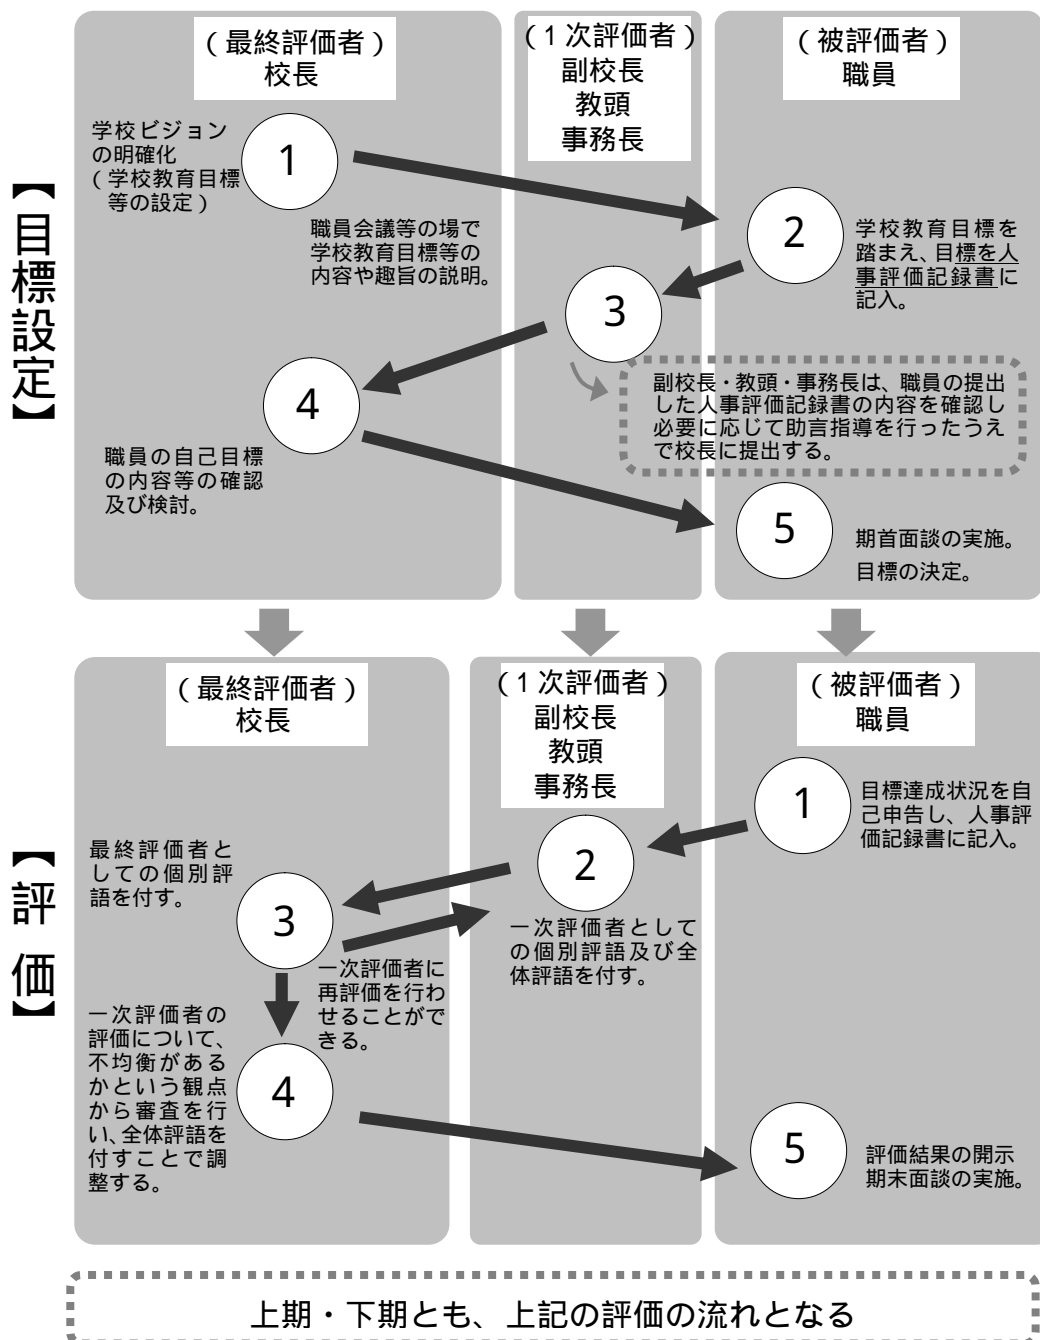 【目標設定】
（最終評価者）
校長
（１次評価者）
副校長
教頭
事務長
（被評価者）
職員
学校ビジョン
の明確化
（学校教育目標
等の設定）
1
職員会議等の場で
学校教育目標等の
内容や趣旨の説明。
2
学校教育目標を
踏まえ、目標を人
事評価記録書に
記入。
3
副校長・教頭・事務長は、職員の提出
した人事評価記録書の内容を確認し
必要に応じて助言指導を行ったうえ
で校長に提出する。
4
職員の自己目標
の内容等の確認
及び検討。
5
期首面談の実施。
目標の決定。
【評価】
（最終評価者）
校長
（１次評価者）
副校長
教頭
事務長
（被評価者）
職員
1
目標達成状況を自
己申告し、人事評
価記録書に記入。
2
一次評価者として
の個別評語及び全
体評語を付す。
最終評価者と
しての個別評
語を付す。
3
一次評価者に
再評価を行わ
せることがで
きる。
一次評価者の
評価について、
不均衡がある
かという観点
から審査を行
い、全体評語を
付すことで調
整する。
4
5
評価結果の開示
期末面談の実施。
上期・下期とも、上記の評価の流れとなる